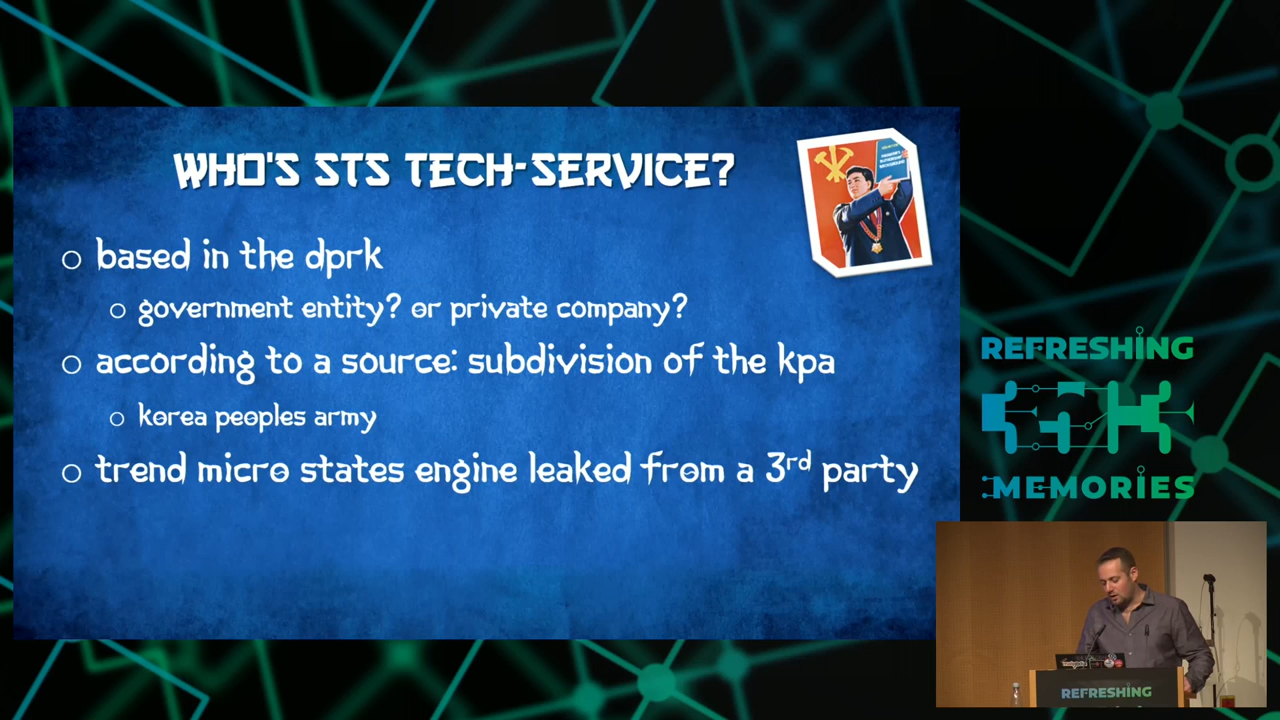 WHO'S STS TECH-SERVICE?
based in the dprk
government entity? or private company?
according to a source: subdivision of the kpa
korea peoples army
trend micro states engine leaked from a 3rd party
REFRESHING
MEMORIES
REFRESHING